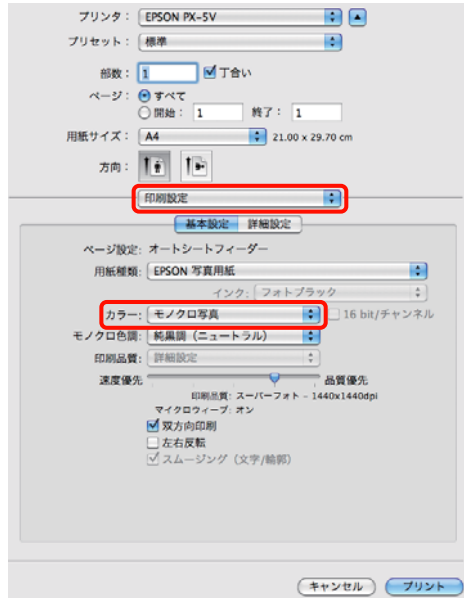 プリンタ： EPSON PX-5V
プリセット： 標準
部数： 1 丁合い
ページ： すべて
開始： 1 終了： 1
用紙サイズ： A4 21.00 x 29.70 cm
方向：
印刷設定
基本設定 詳細設定
ページ設定: オートシートフィーダー
用紙種類: EPSON 写真用紙
インク: フォトブラック
カラー: モノクロ写真 16 bit/チャンネル
モノクロ色調: 純黒調（ニュートラル）
印刷品質: 詳細設定
速度優先 品質優先
印刷品質: スーパーフォト - 1440x1440dpi
マイクロウィーブ: オン
双方向印刷
左右反転
スムージング（文字/輪郭）
キャンセル プリント